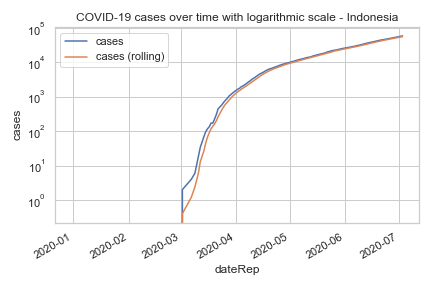 COVID-19 cases over time with logarithmic scale - Indonesia
cases
cases (rolling)
10^5
10^4
10^3
10^2
10^1
10^0
cases
2020-01
2020-02
2020-03
2020-04
2020-05
2020-06
2020-07
dateRep